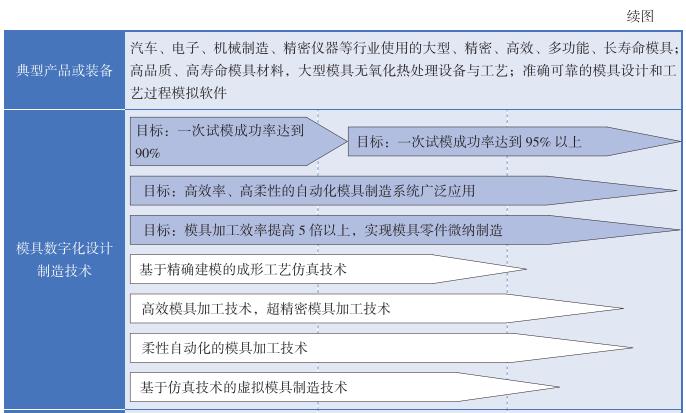 续图
典型产品或装备
汽车、电子、机械制造、精密仪器等行业使用的大型、精密、高效、多功能、长寿命模具；
高品质、高寿命模具材料，大型模具无氧化热处理设备与工艺；准确可靠的模具设计和工
艺过程模拟软件
模具数字化设计
制造技术
目标：一次试模成功率达到
90%
目标：一次试模成功率达到 95% 以上
目标：高效率、高柔性的自动化模具制造系统广泛应用
目标：模具加工效率提高 5 倍以上，实现模具零件微纳制造
基于精确建模的成形工艺仿真技术
高效模具加工技术，超精密模具加工技术
柔性自动化的模具加工技术
基于仿真技术的虚拟模具制造技术